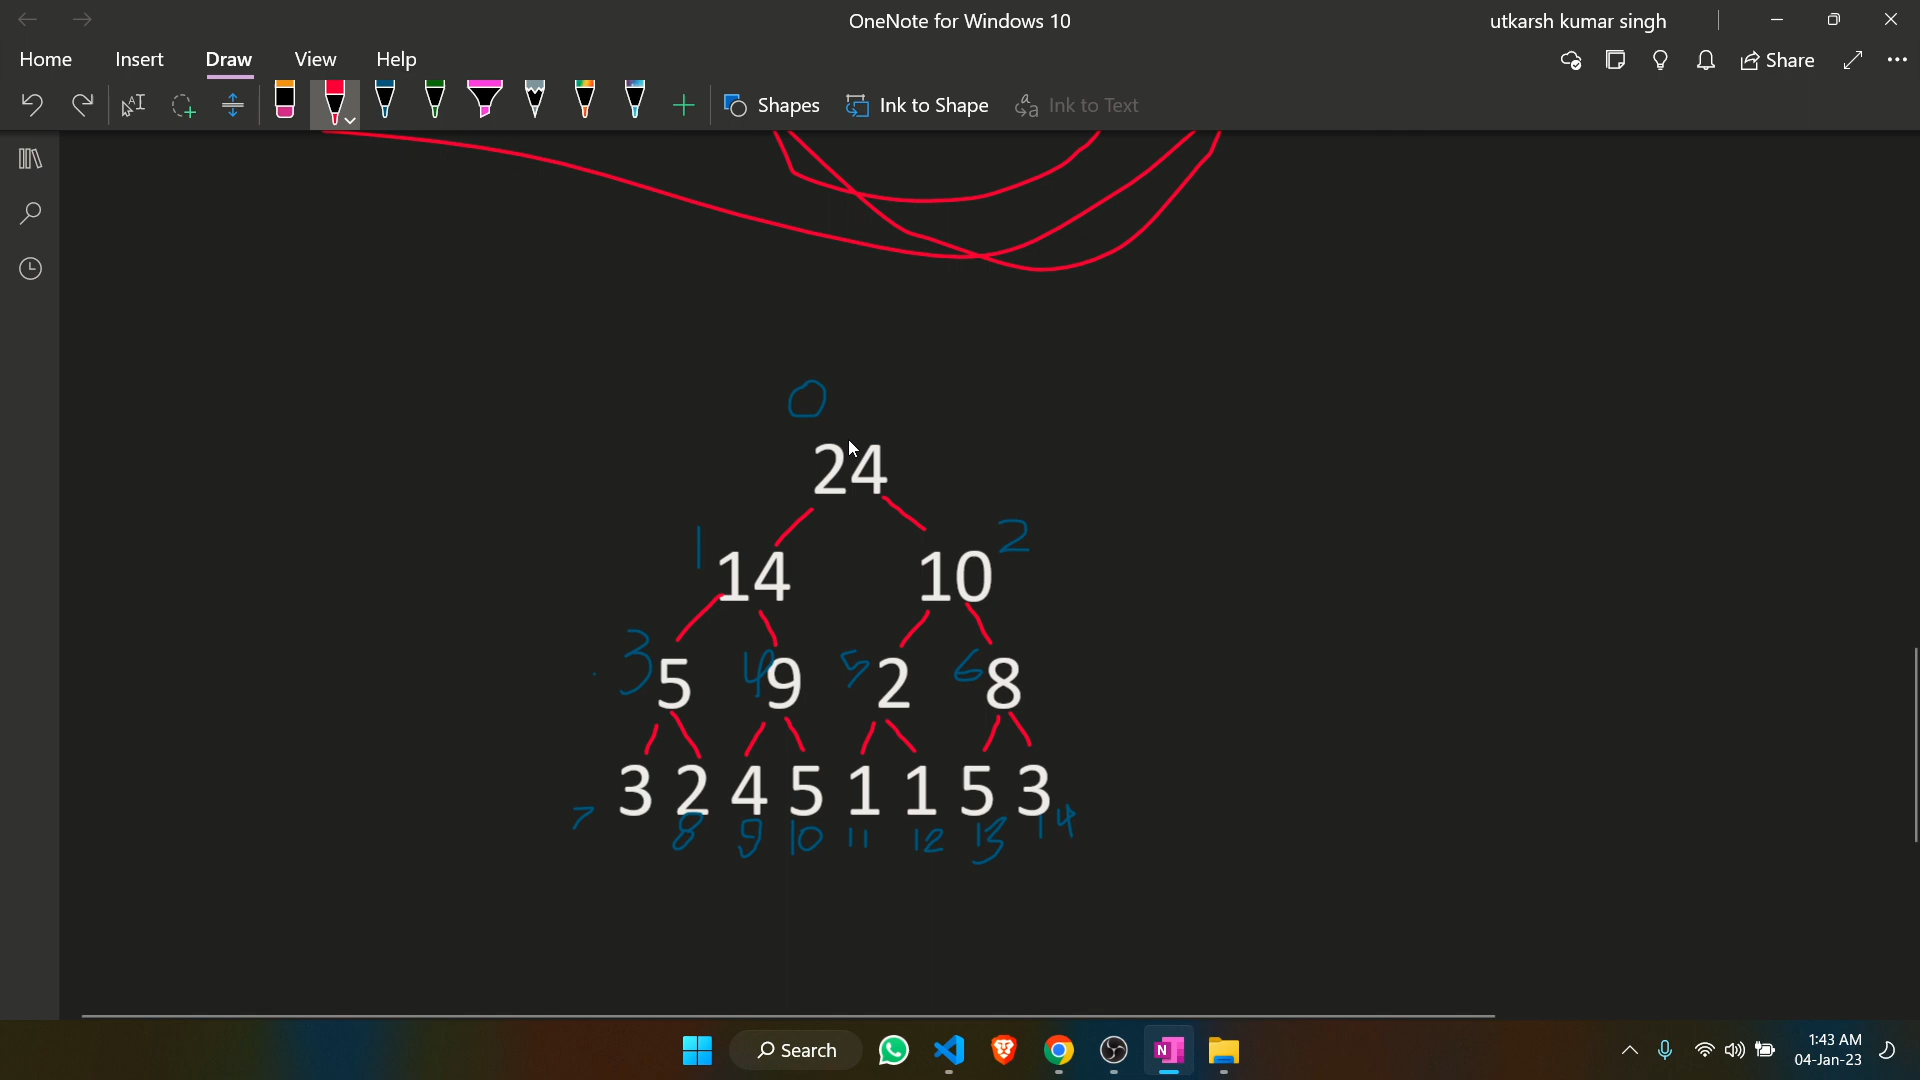 OneNote for Windows 10
utkarsh kumar singh
Home Insert Draw View Help
Share
Shapes Ink to Shape Ink to Text
0
24
1 2
14 10
3 4 5 6
5 9 2 8
3 2 4 5 1 1 5 3
7 8 9 10 11 12 13 14
Search
N
1:43 AM
04-Jan-23